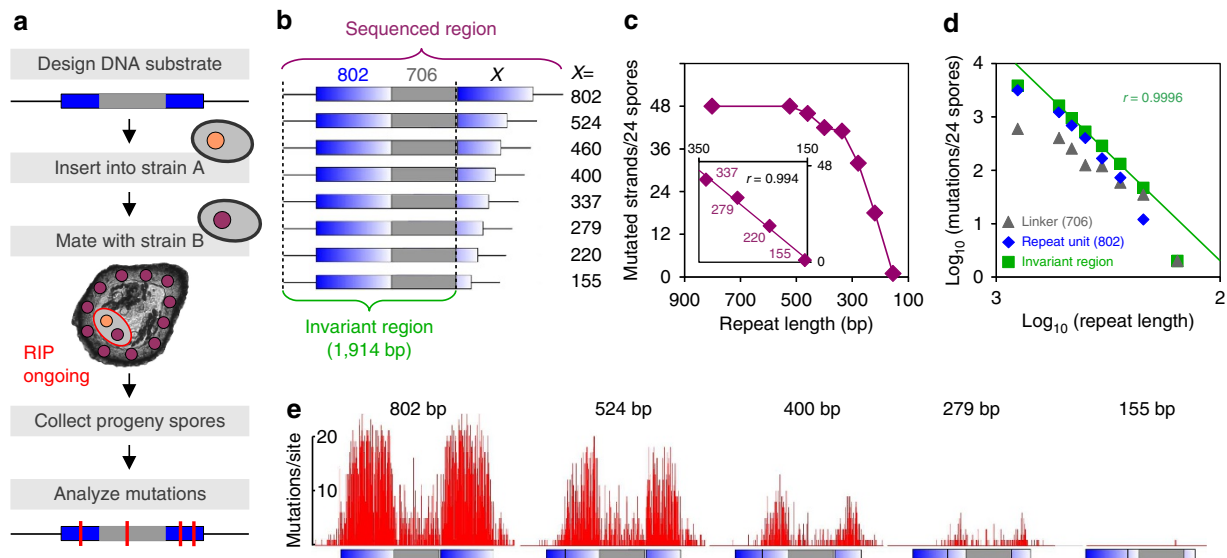 a
Design DNA substrate
Insert into strain A
Mate with strain B
RIP
ongoing
Collect progeny spores
Analyze mutations
b
Sequenced region
802 706 X X=
802
524
460
400
337
279
220
155
Invariant region
(1,914 bp)
c
Mutated strands/24 spores
48
36
24
12
0
900 700 500 300 100
Repeat length (bp)
350 150
48
r = 0.994
337
279
220
155
0
d
Log10 (mutations/24 spores)
4
3
2
1
0
r = 0.9996
Linker (706)
Repeat unit (802)
Invariant region
3 2
Log10 (repeat length)
e
802 bp 524 bp 400 bp 279 bp 155 bp
Mutations/site
20
10